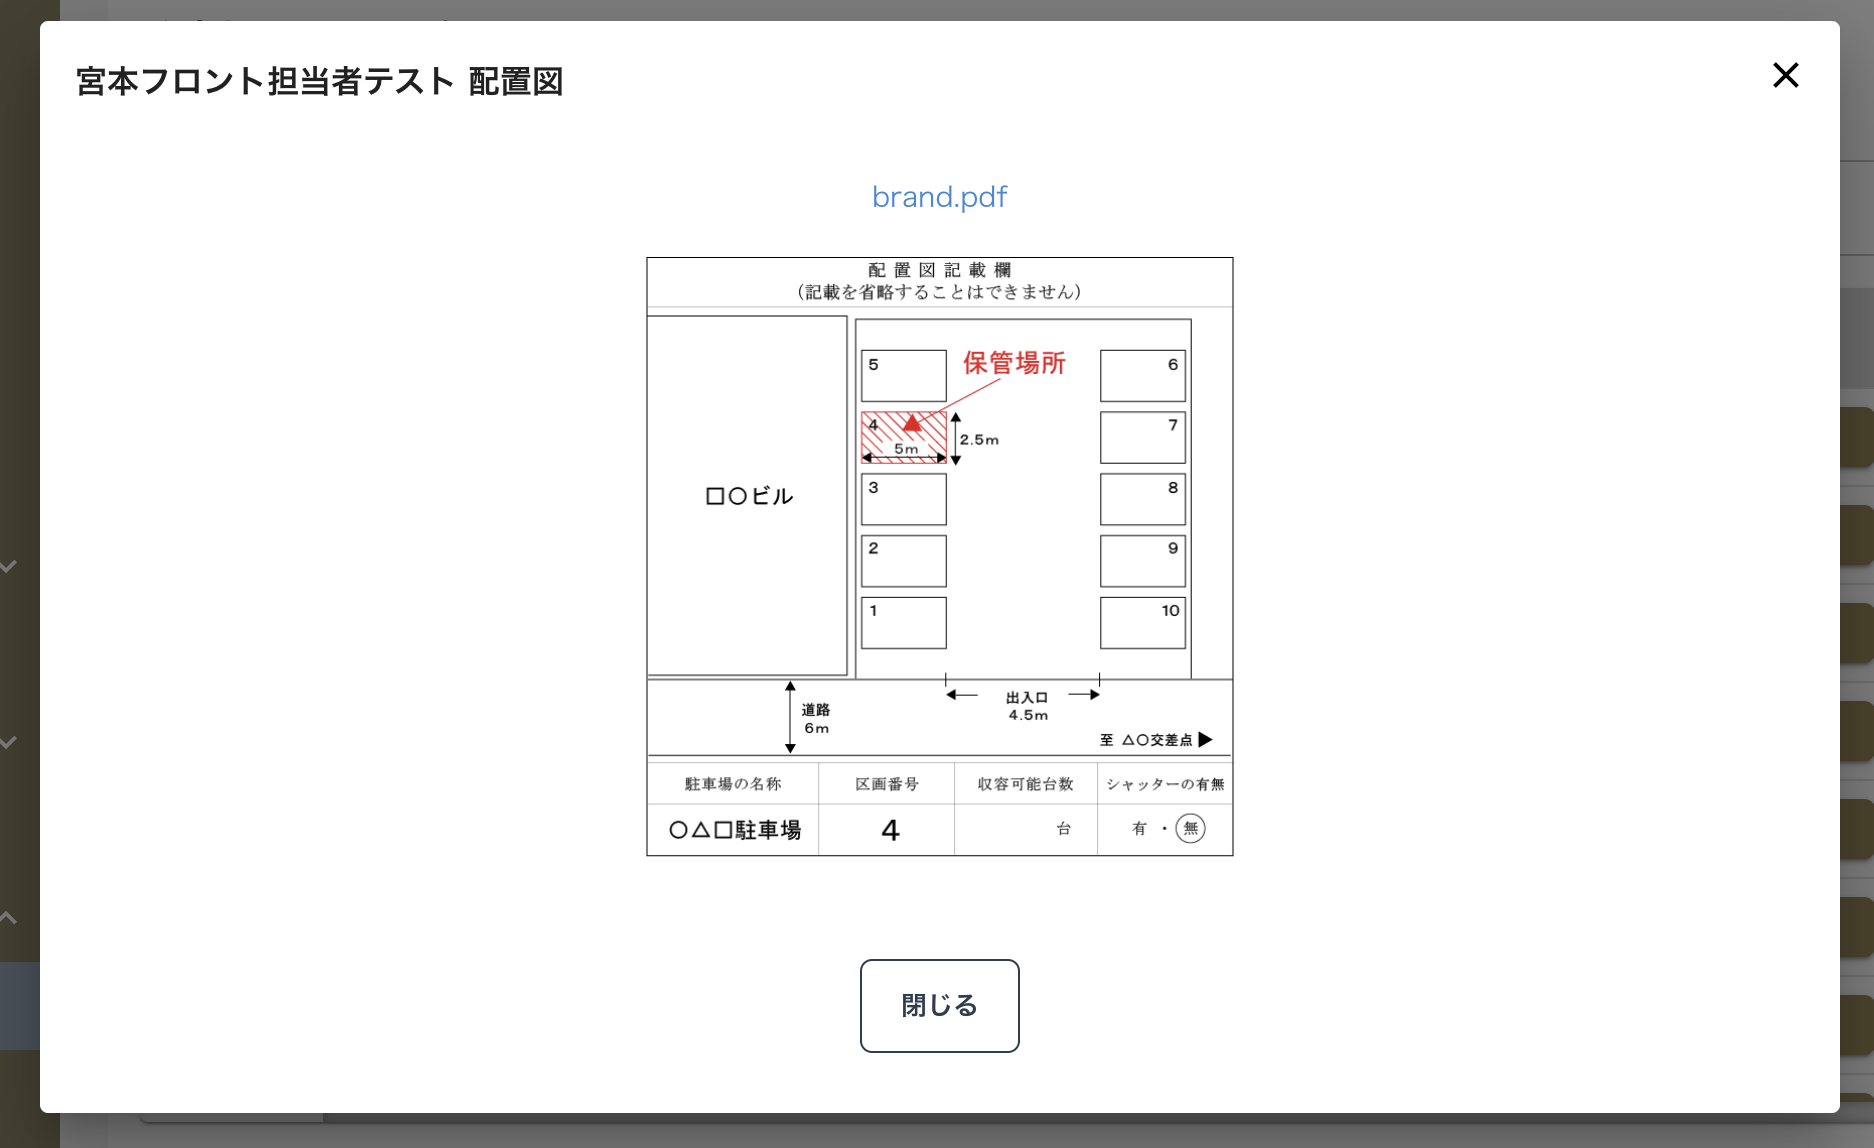 宮本フロント担当者テスト 配置図
brand.pdf
配置図記載欄
（記載を省略することはできません）
保管場所
5
6
4
5m
2.5m
7
3
8
□○ビル
2
9
1
10
道路
6m
出入口
4.5m
至 △○交差点▶
駐車場の名称 区画番号 収容可能台数 シャッターの有無
○△□駐車場 4 台 有・無
閉じる